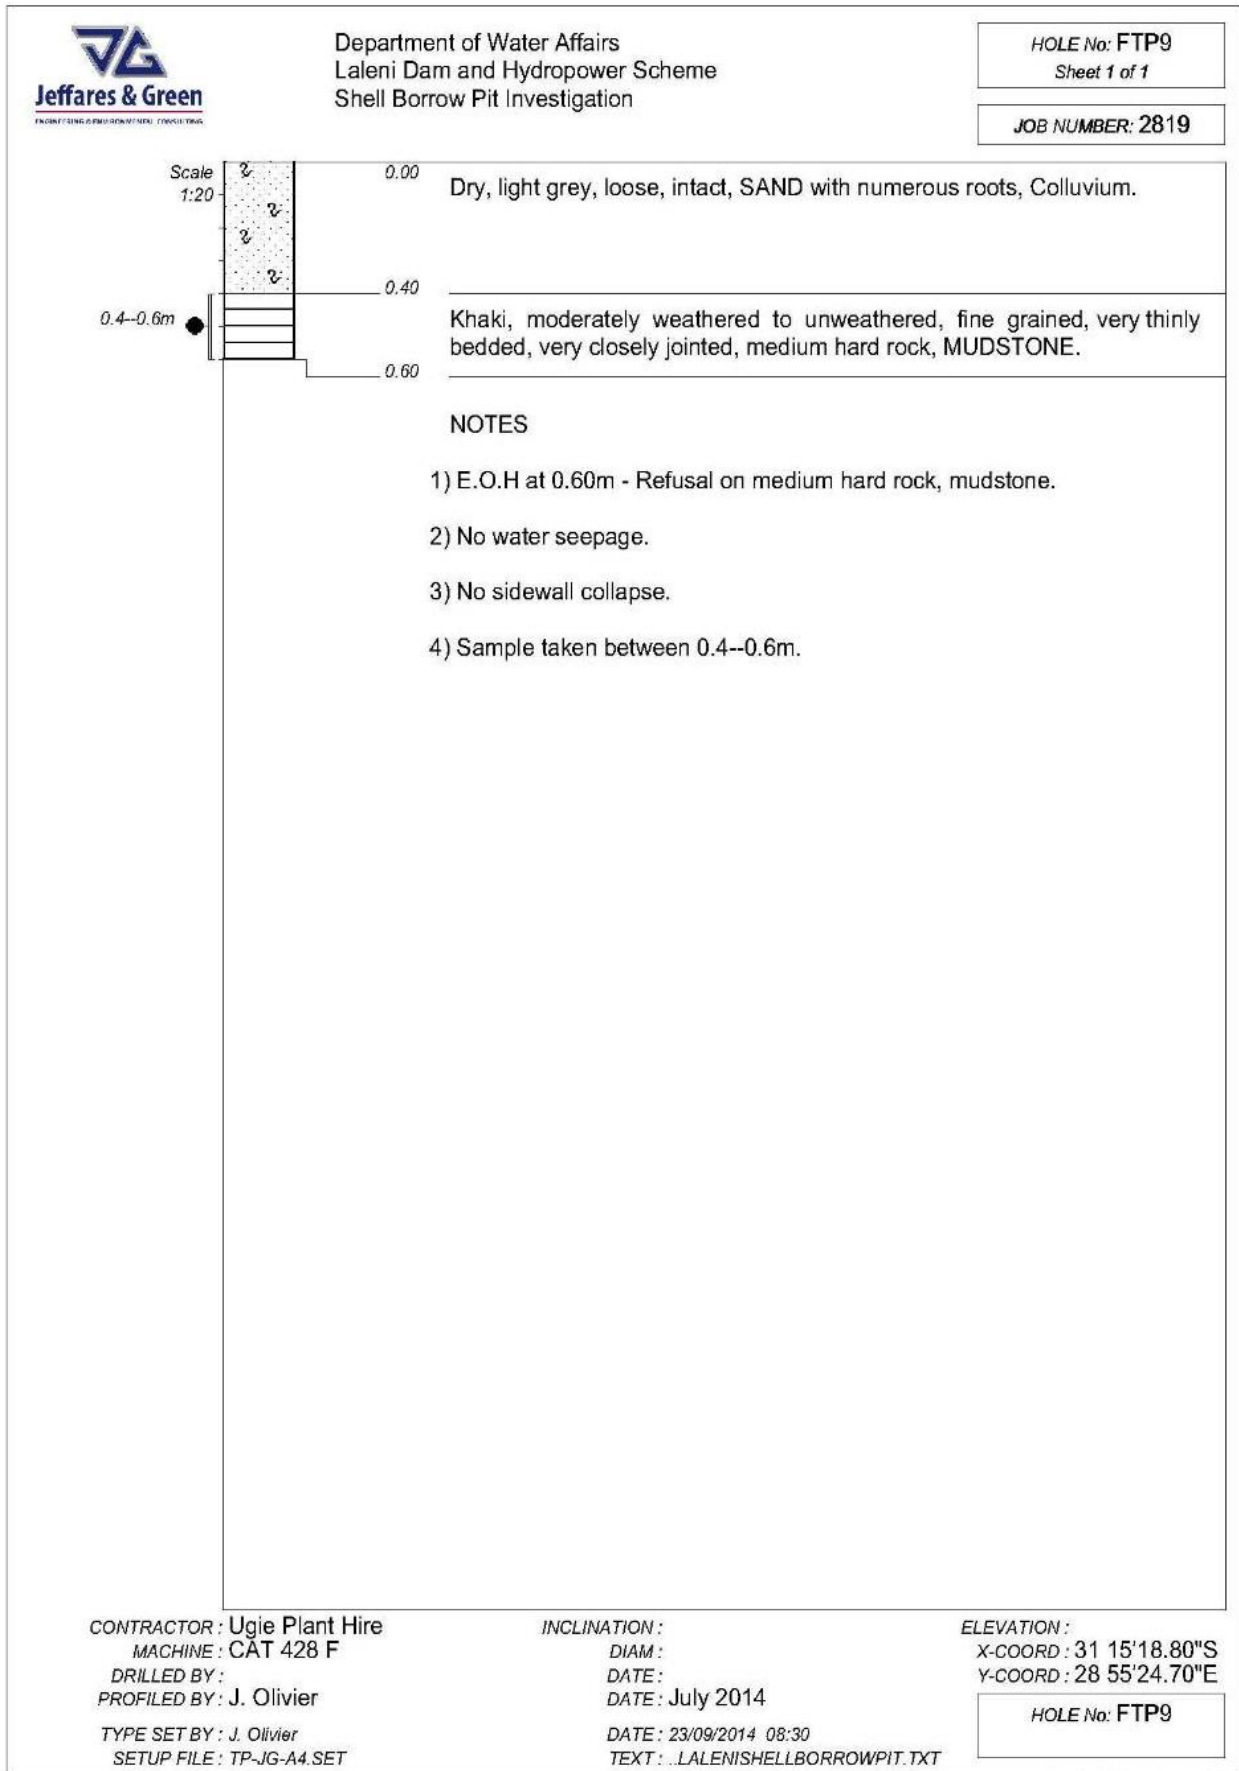 Jeffares & Green
ENGINEERING & ENVIRONMENTAL CONSULTING
Department of Water Affairs
Laleni Dam and Hydropower Scheme
Shell Borrow Pit Investigation
HOLE No: FTP9
Sheet 1 of 1
JOB NUMBER: 2819
Scale
1:20
0.00
Dry, light grey, loose, intact, SAND with numerous roots, Colluvium.
0.40
0.4--0.6m
Khaki, moderately weathered to unweathered, fine grained, very thinly
bedded, very closely jointed, medium hard rock, MUDSTONE.
0.60
NOTES
1) E.O.H at 0.60m - Refusal on medium hard rock, mudstone.
2) No water seepage.
3) No sidewall collapse.
4) Sample taken between 0.4--0.6m.
CONTRACTOR : Ugie Plant Hire
MACHINE : CAT 428 F
DRILLED BY :
PROFILED BY : J. Olivier
TYPE SET BY : J. Olivier
SETUP FILE : TP-JG-A4.SET
INCLINATION :
DIAM :
DATE :
DATE : July 2014
DATE : 23/09/2014 08:30
TEXT : ..LALENISHELLBORROWPIT.TXT
ELEVATION :
X-COORD : 31 15'18.80"S
Y-COORD : 28 55'24.70"E
HOLE No: FTP9